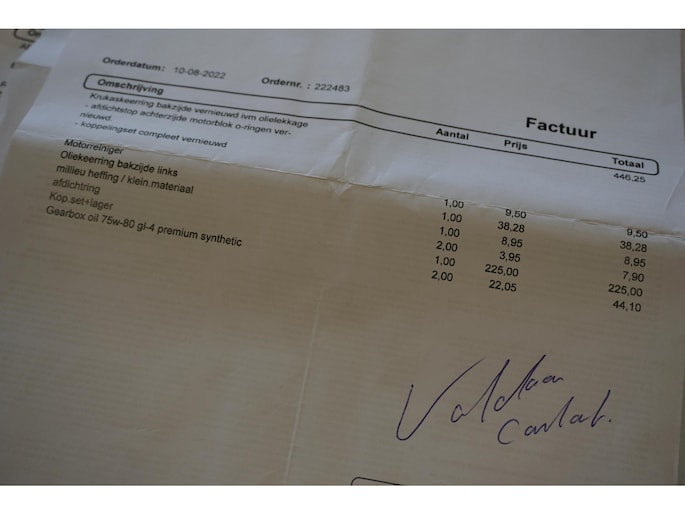 Orderdatum: 10-08-2022 Ordernr. : 222483
Factuur
Omschrijving Aantal Prijs Totaal
Krukaskeerring bakzijde vernieuwd ivm olielekkage 446,25
- afdichtstop achterzijde motorblok o-ringen ver-
nieuwd.
- koppelingset compleet vernieuwd
Motorreiniger 1,00 9,50 9,50
Oliekeerring bakzijde links 1,00 38,28 38,28
milieu heffing / klein.materiaal 1,00 8,95 8,95
afdichtring 2,00 3,95 7,90
Kop.set+lager 1,00 225,00 225,00
Gearbox oil 75w-80 gl-4 premium synthetic 2,00 22,05 44,10
Voldaan